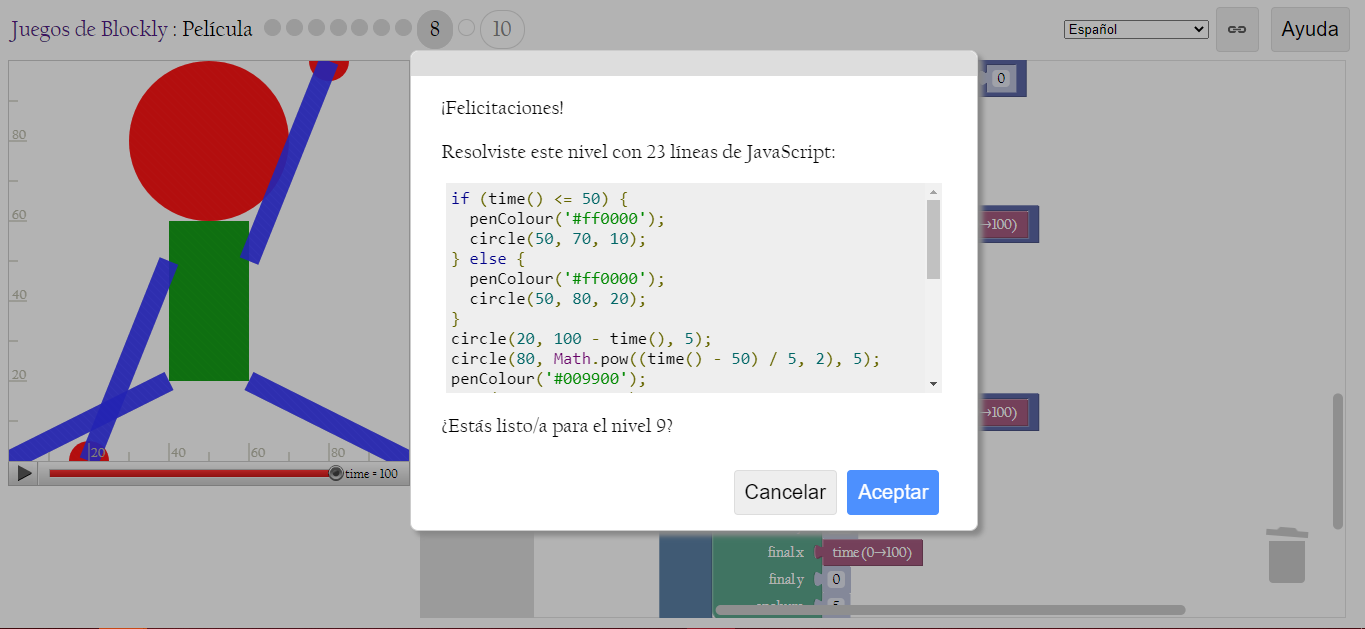 Juegos de Blockly : Película 8 10 Español Ayuda
¡Felicitaciones!
Resolviste este nivel con 23 líneas de JavaScript:
if (time() <= 50) {
penColour('#ff0000');
circle(50, 70, 10);
} else {
penColour('#ff0000');
circle(50, 80, 20);
}
circle(20, 100 - time(), 5);
circle(80, Math.pow((time() - 50) / 5, 2), 5);
penColour('#009900');
¿Estás listo/a para el nivel 9?
Cancelar Aceptar
80
60
40
20
20 40 60 80
time = 100
0
→100)
→100)
final x time (0→100)
final y 0